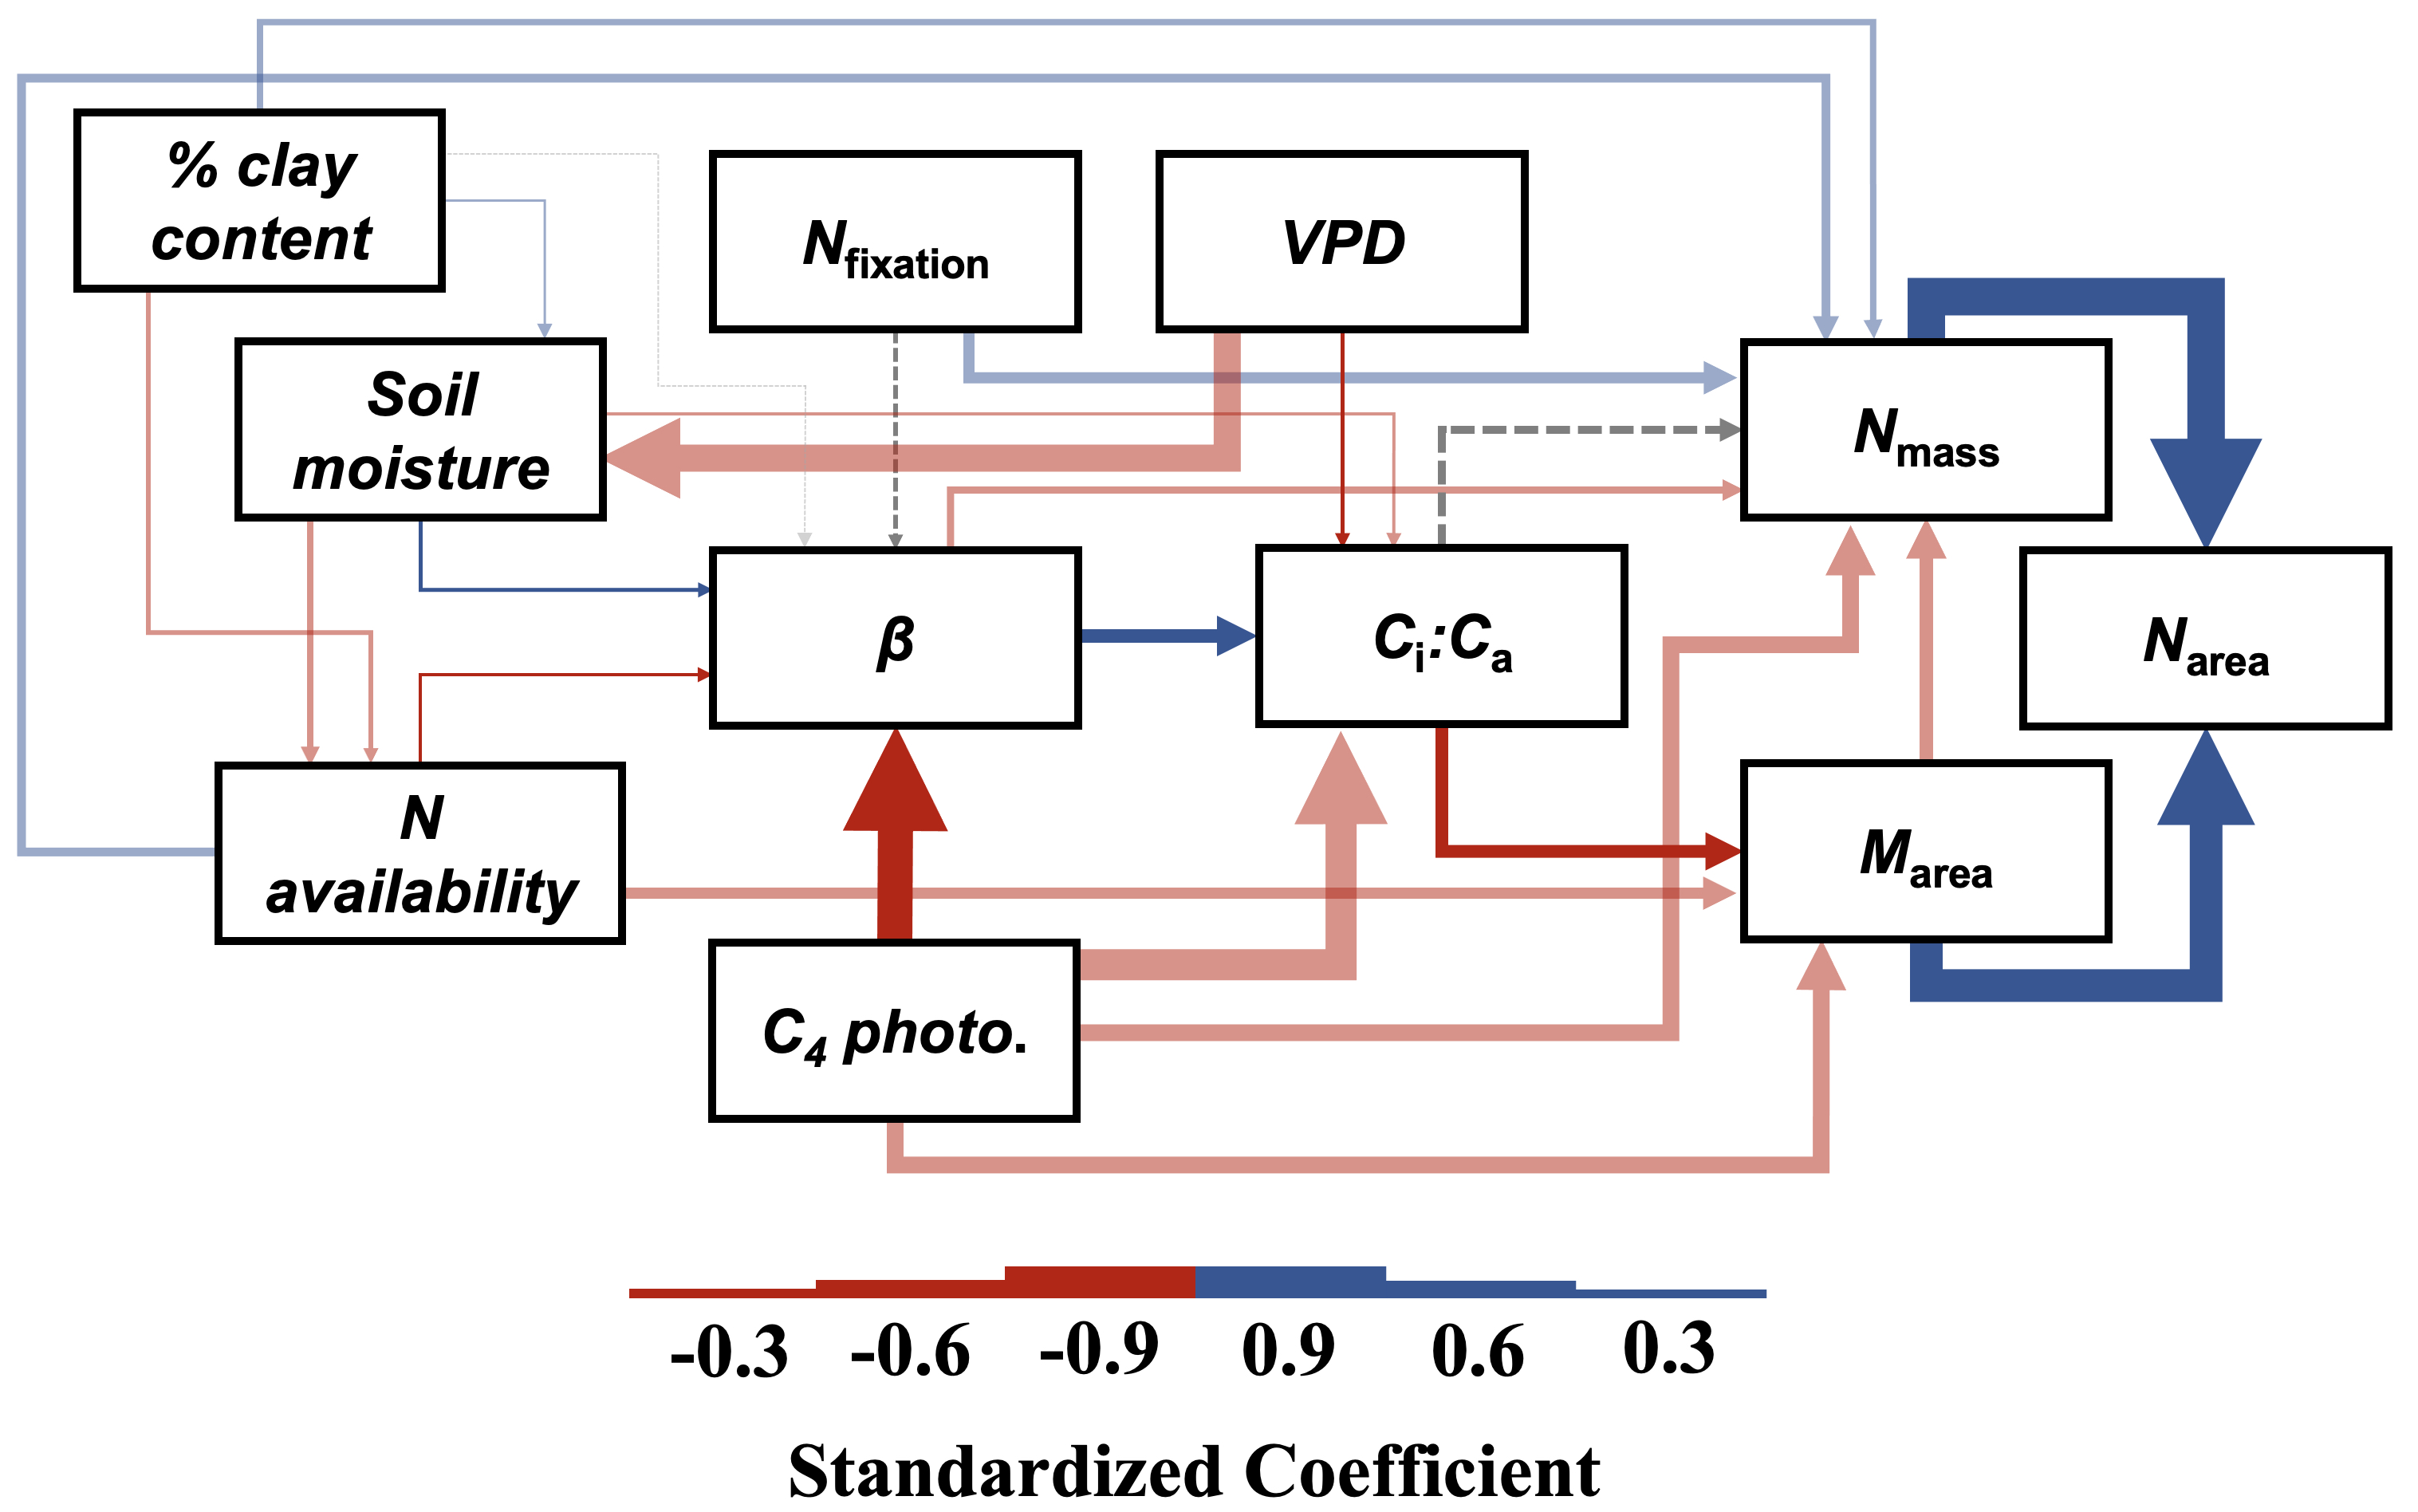 % clay
content
Nfixation
VPD
Soil
moisture
Nmass
β
Ci:Ca
Narea
N
availability
Marea
C4 photo.
-0.3 -0.6 -0.9 0.9 0.6 0.3
Standardized Coefficient